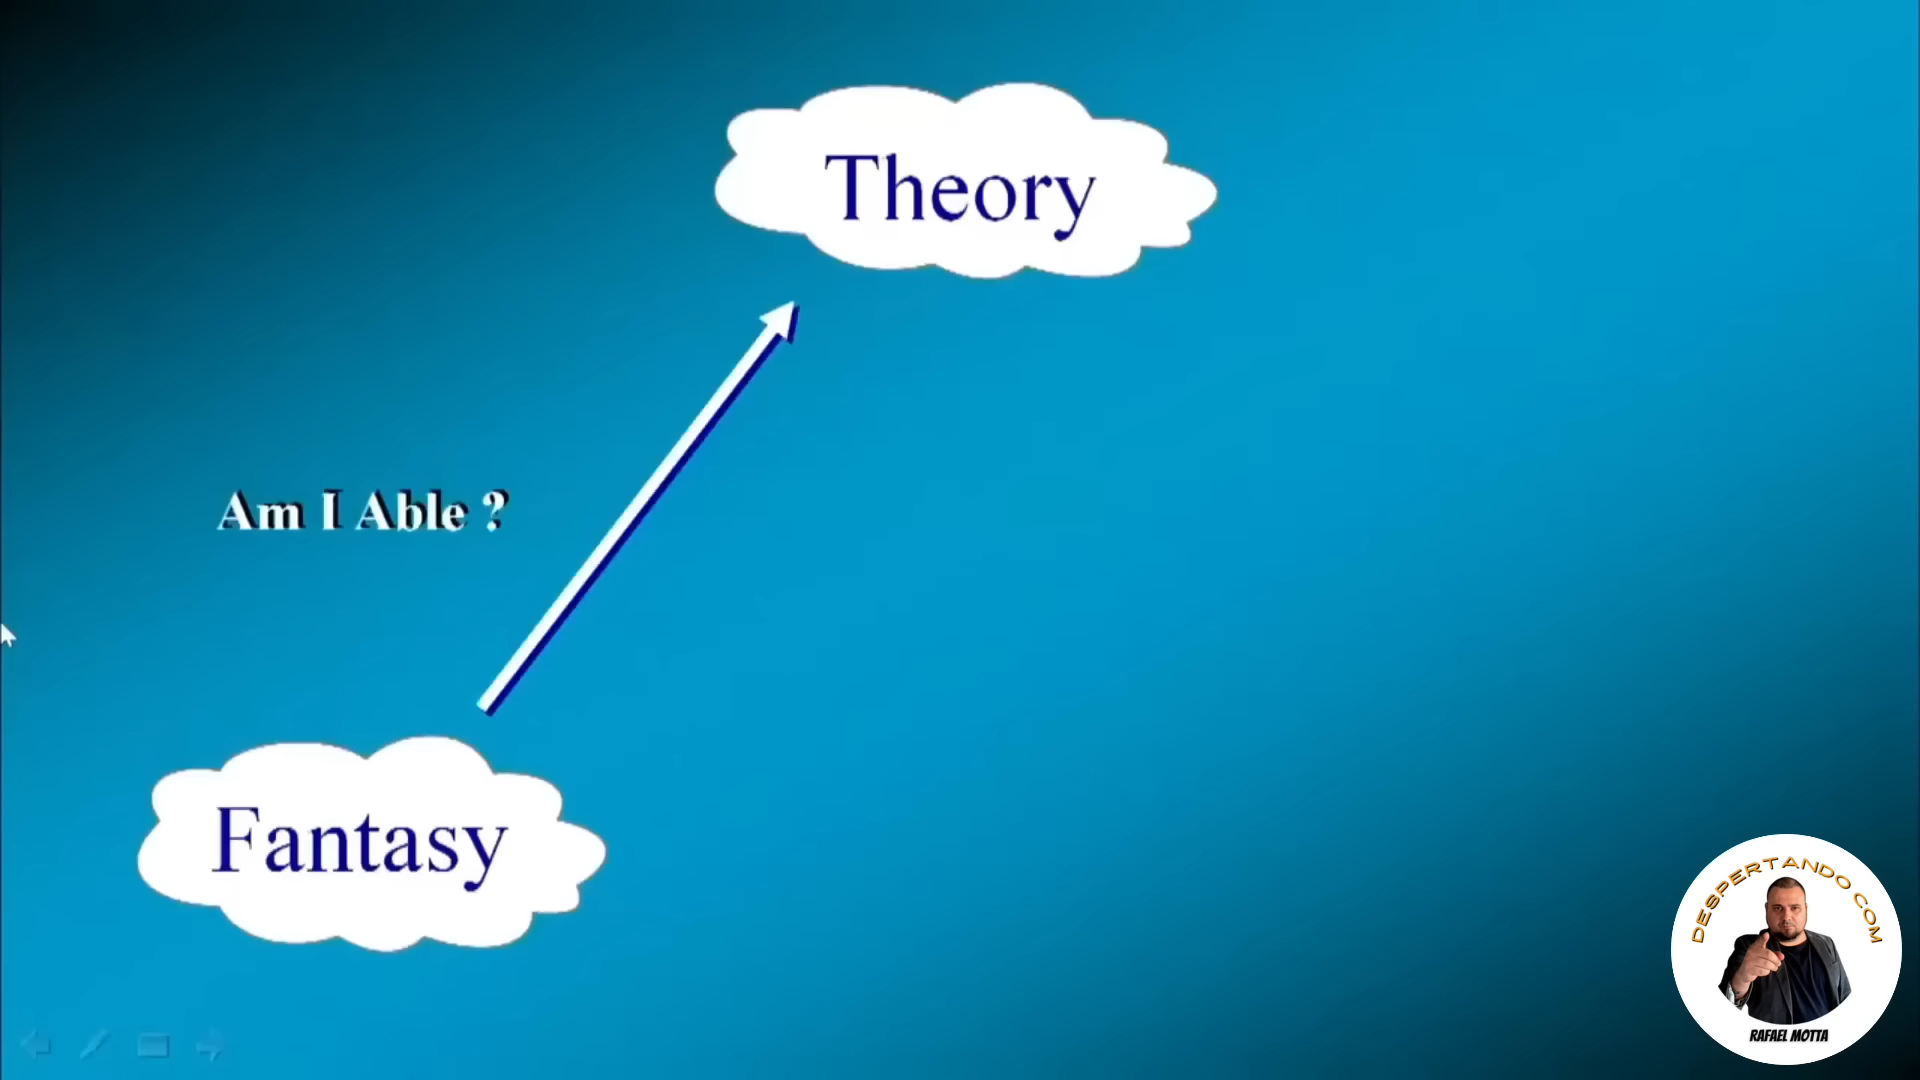 Theory
Am I Able ?
Fantasy
DESPERTANDO COM
RAFAEL MOTTA